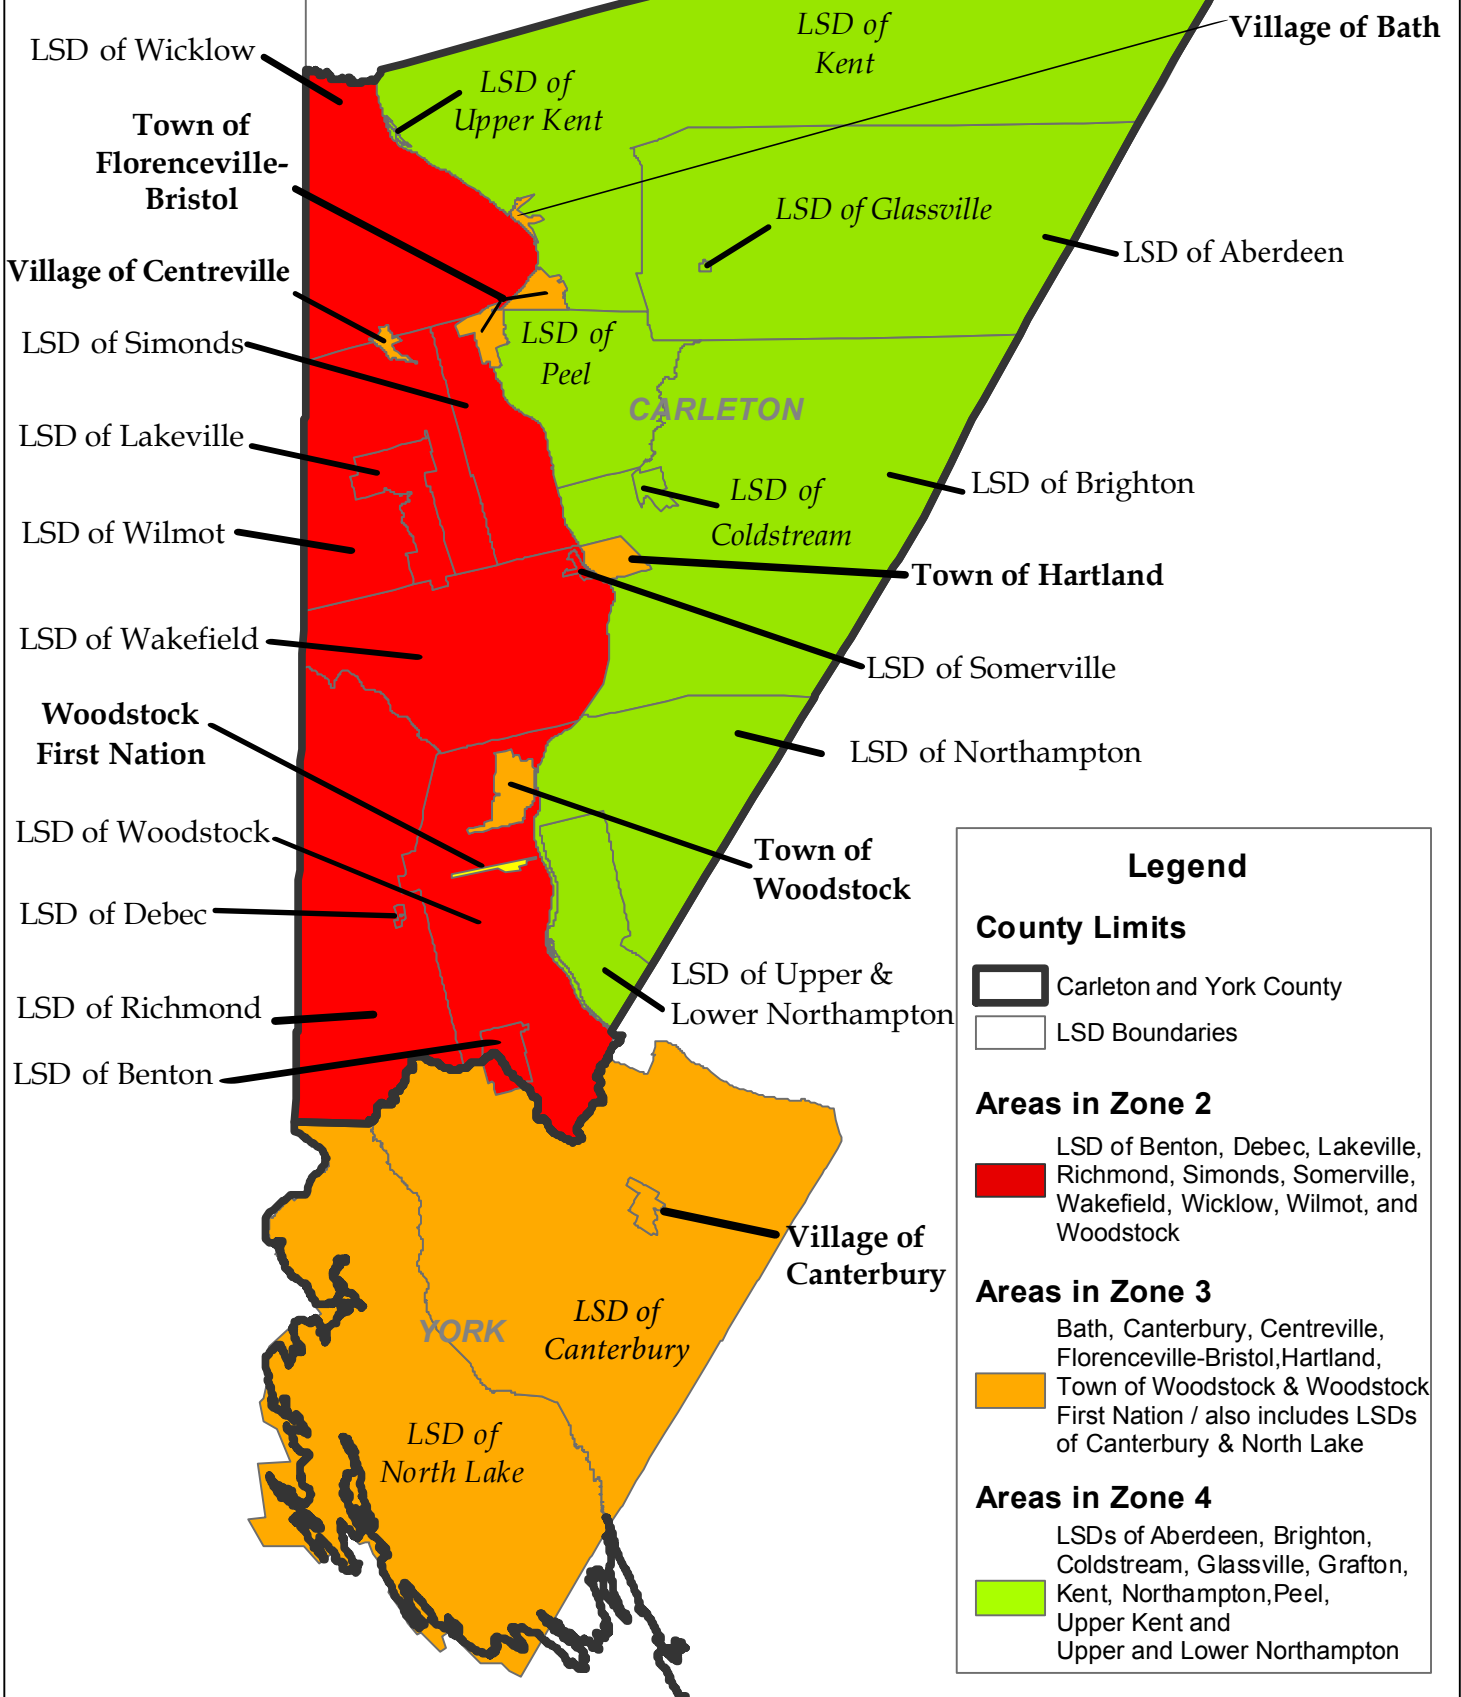 LSD of
Kent
Village of Bath
LSD of Wicklow
LSD of
Upper Kent
Town of
Florenceville-
Bristol
LSD of Glassville
LSD of Aberdeen
Village of Centreville
LSD of Simonds
LSD of
Peel
CARLETON
LSD of Lakeville
LSD of Brighton
LSD of
Coldstream
LSD of Wilmot
Town of Hartland
LSD of Wakefield
LSD of Somerville
Woodstock
First Nation
LSD of Northampton
LSD of Woodstock
Town of
Woodstock
LSD of Debec
LSD of Upper &
Lower Northampton
LSD of Richmond
LSD of Benton
Village of
Canterbury
LSD of
Canterbury
YORK
LSD of
North Lake
Legend
County Limits
Carleton and York County
LSD Boundaries
Areas in Zone 2
LSD of Benton, Debec, Lakeville,
Richmond, Simonds, Somerville,
Wakefield, Wicklow, Wilmot, and
Woodstock
Areas in Zone 3
Bath, Canterbury, Centreville,
Florenceville-Bristol,Hartland,
Town of Woodstock & Woodstock
First Nation / also includes LSDs
of Canterbury & North Lake
Areas in Zone 4
LSDs of Aberdeen, Brighton,
Coldstream, Glassville, Grafton,
Kent, Northampton,Peel,
Upper Kent and
Upper and Lower Northampton